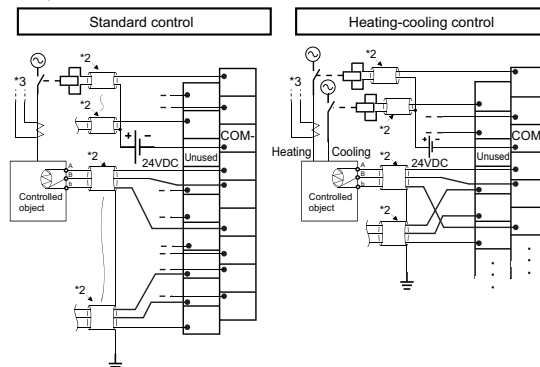 Standard control
*2
*3
*2
COM-
+ -
*2
24VDC
Unused
A
B
b
Controlled
object
*2
Heating-cooling control
*2
*3
*2
COM-
+ -
Heating
Cooling
*2
24VDC
Unused
A
B
b
Controlled
object
*2